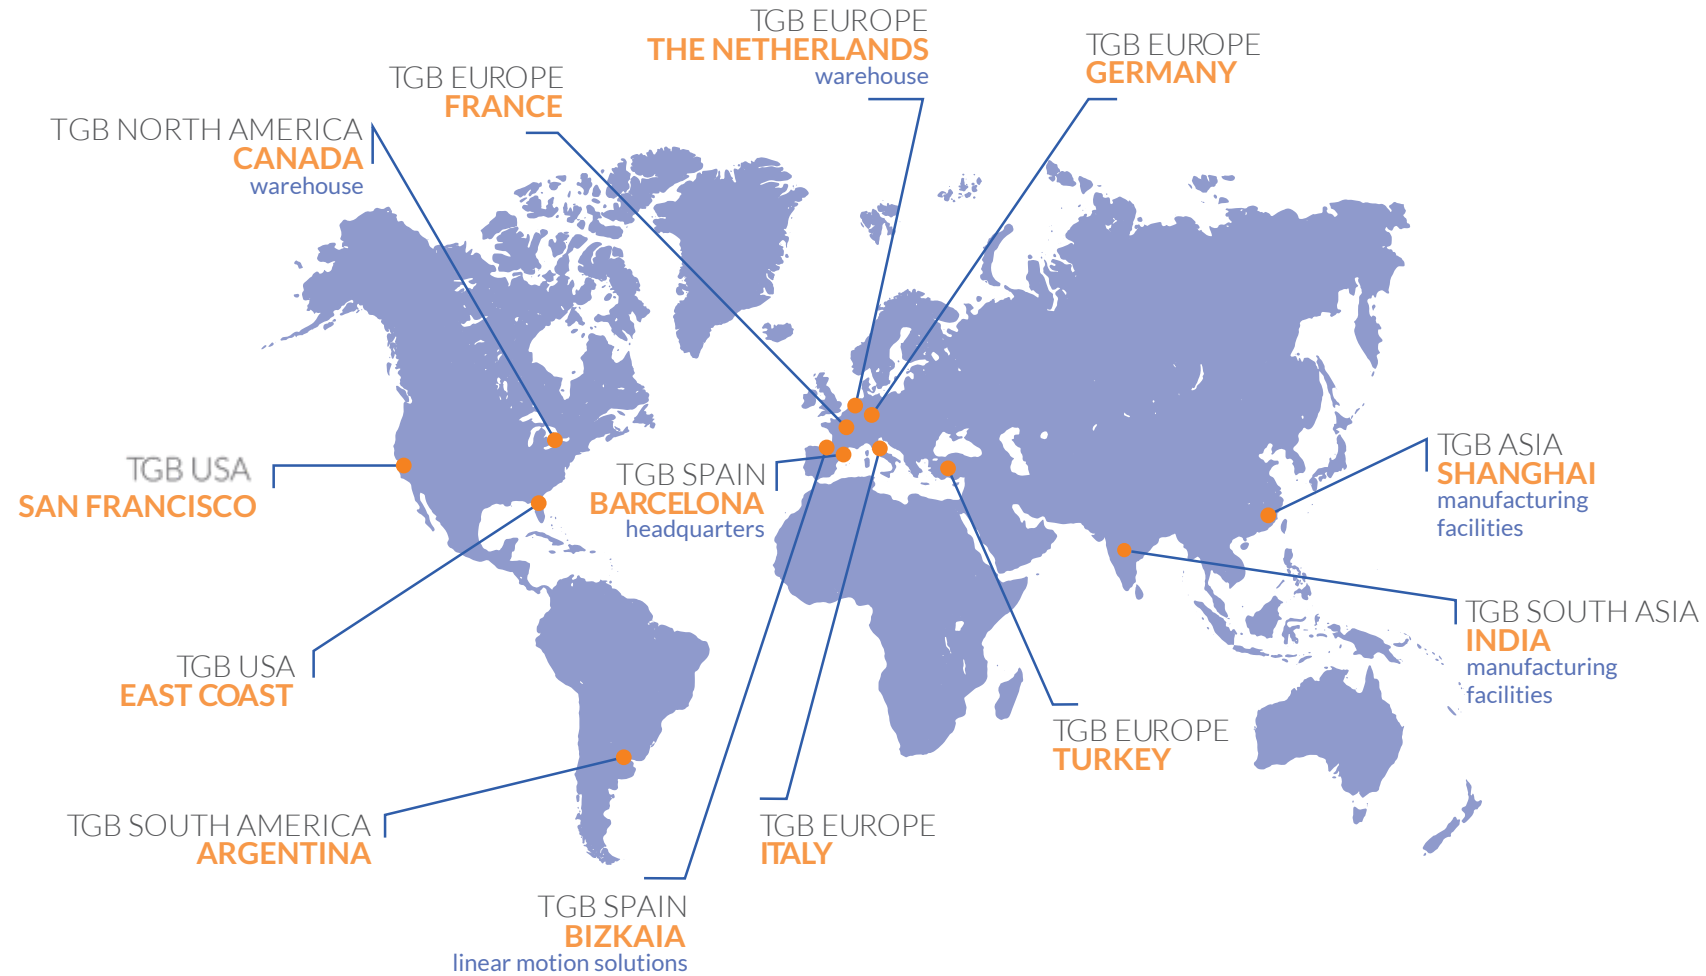 TGB EUROPE
THE NETHERLANDS
warehouse
TGB EUROPE
GERMANY
TGB EUROPE
FRANCE
TGB NORTH AMERICA
CANADA
warehouse
TGB USA
SAN FRANCISCO
TGB SPAIN
BARCELONA
headquarters
TGB ASIA
SHANGHAI
manufacturing
facilities
TGB SOUTH ASIA
INDIA
manufacturing
facilities
TGB USA
EAST COAST
TGB EUROPE
TURKEY
TGB SOUTH AMERICA
ARGENTINA
TGB EUROPE
ITALY
TGB SPAIN
BIZKAIA
linear motion solutions